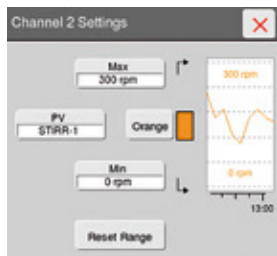 Channel 2 Settings
Max
300 rpm
300 rpm
PV
STIRR-1
Orange
Min
0 rpm
0 rpm
13:00
Reset Range